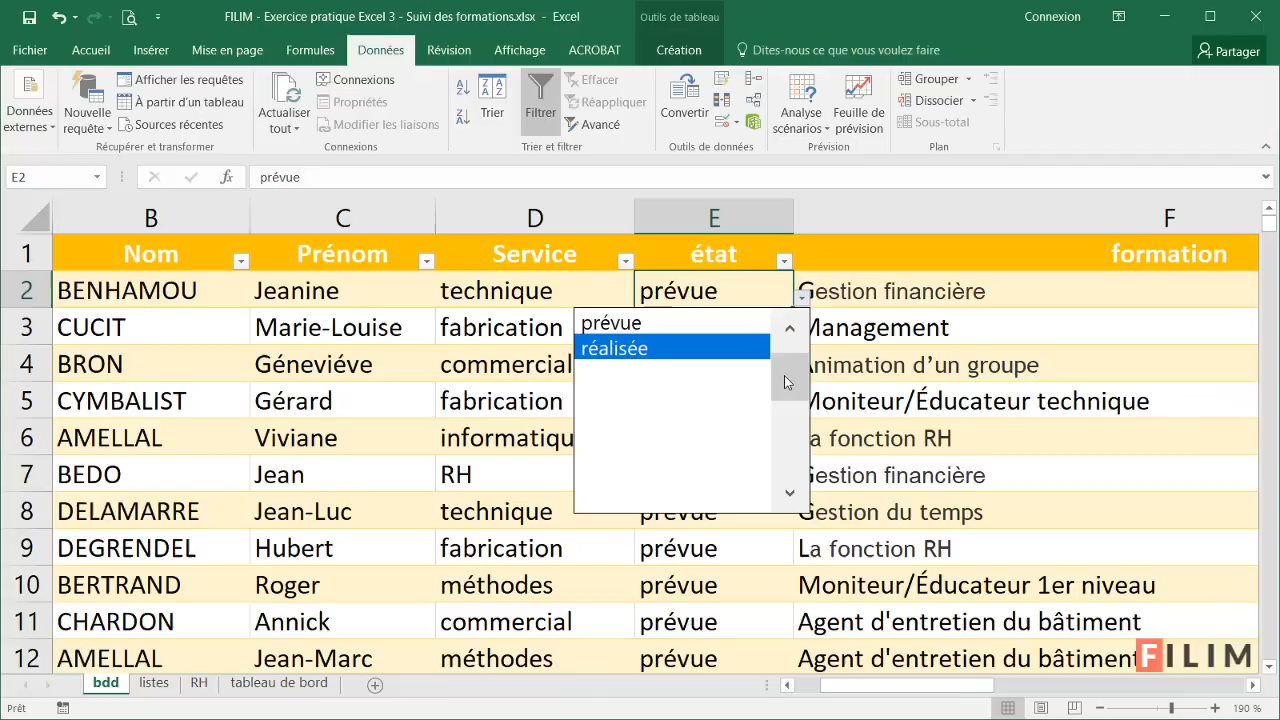 FILIM - Exercice pratique Excel 3 - Suivi des formations.xlsx - Excel
Outils de tableau
Connexion
Fichier Accueil Insérer Mise en page Formules Données Révision Affichage ACROBAT Création Dites-nous ce que vous voulez faire Partager
Données externes
Nouvelle requête
Afficher les requêtes
À partir d'un tableau
Sources récentes
Récupérer et transformer
Actualiser tout
Connexions
Propriétés
Modifier les liaisons
Connexions
Trier
Filtrer
Effacer
Réappliquer
Avancé
Trier et filtrer
Convertir
Outils de données
Analyse scénarios
Feuille de prévision
Prévision
Grouper
Dissocier
Sous-total
Plan
E2 fx prévue
B C D E F
1 Nom Prénom Service état formation
2 BENHAMOU Jeanine technique prévue Gestion financière
prévue
réalisée
3 CUCIT Marie-Louise fabrication Management
4 BRON Géneviéve commercial Animation d’un groupe
5 CYMBALIST Gérard fabrication Moniteur/Éducateur technique
6 AMELLAL Viviane informatiqu La fonction RH
7 BEDO Jean RH Gestion financière
8 DELAMARRE Jean-Luc technique prévue Gestion du temps
9 DEGRENDEL Hubert fabrication prévue La fonction RH
10 BERTRAND Roger méthodes prévue Moniteur/Éducateur 1er niveau
11 CHARDON Annick commercial prévue Agent d'entretien du bâtiment
12 AMELLAL Jean-Marc méthodes prévue Agent d'entretien du bâtiment
FILIM
bdd listes RH tableau de bord
Prêt 190 %